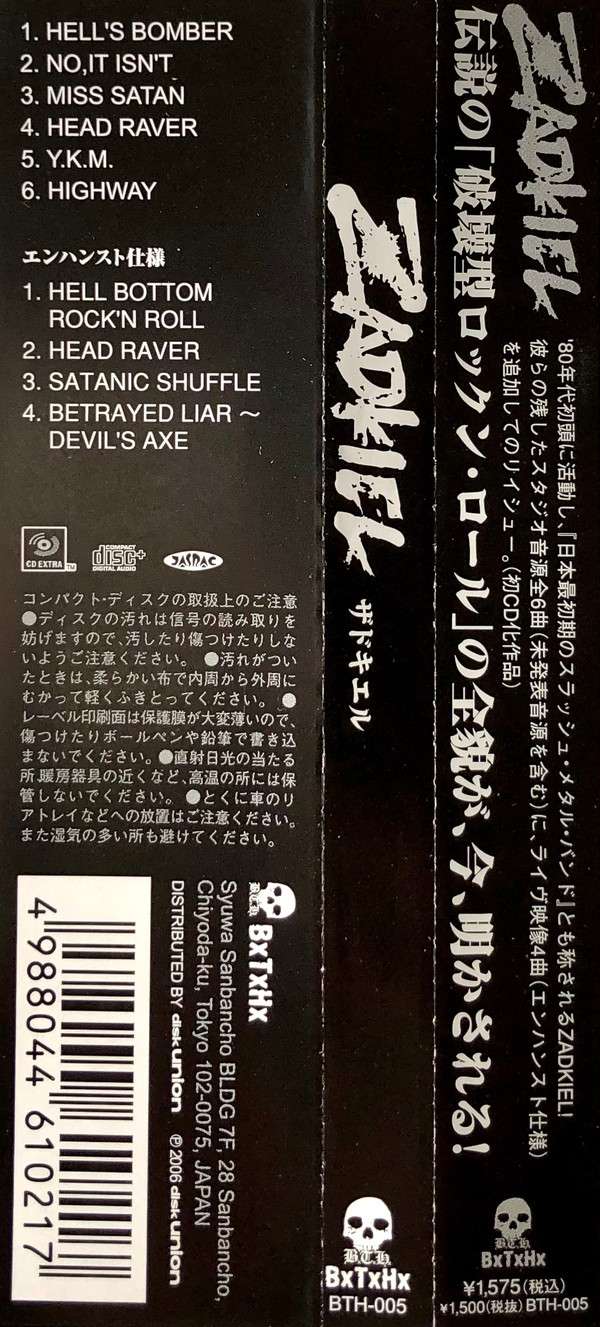 1. HELL'S BOMBER
2. NO,IT ISN'T
3. MISS SATAN
4. HEAD RAVER
5. Y.K.M.
6. HIGHWAY
エンハンスト仕様
1. HELL BOTTOM
ROCK'N ROLL
2. HEAD RAVER
3. SATANIC SHUFFLE
4. BETRAYED LIAR ～
DEVIL'S AXE
CD EXTRA TM
COMPACT
disc+
DIGITAL AUDIO
JASRAC
コンパクト・ディスクの取扱上のご注意
●ディスクの汚れは信号の読み取りを
妨げますので、汚したり傷つけたりしな
いようご注意ください。 ●汚れがつい
たときは、柔らかい布で内周から外周に
むかって軽くふきとってください。 ●
レーベル印刷面は保護膜が大変薄いので、
傷つけたりボールペンや鉛筆で書き込
まないでください。●直射日光の当たる
所、暖房器具の近くなど、高温の所には保
管しないでください。 ●とくに車のリ
アトレイなどへの放置はご注意ください。
また湿気の多い所も避けてください。
B.T.H.
BxTxHx
Syuwa Sanbancho BLDG 7F, 28 Sanbancho,
Chiyoda-ku, Tokyo 102-0075, JAPAN
DISTRIBUTED BY disk union ℗ 2006 disk union
4 988044 610217
ZADKIEL
ザドキエル
B.T.H.
BxTxHx
BTH-005
ZADKIEL
伝説の「破壊型ロックン・ロール」の全貌が、今、明かされる!
'80年代初頭に活動し、『日本最初期のスラッシュ・メタル・バンド』とも称されるZADKIEL!
彼らの残したスタジオ音源全6曲(未発表音源を含む)に、ライヴ映像4曲(エンハンスト仕様)
を追加してのリイシュー。(初CD化作品)
B.T.H.
BxTxHx
¥1,575(税込)
¥1,500(税抜) BTH-005